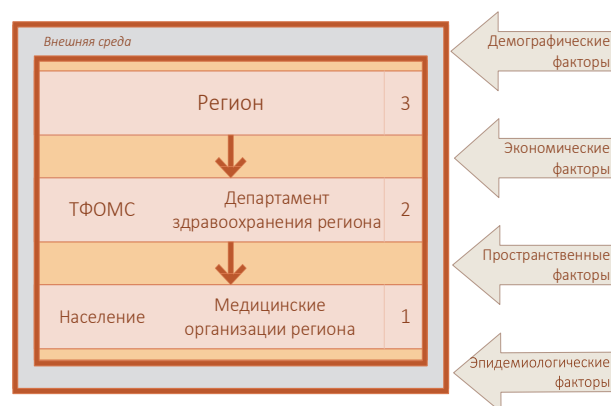 Внешняя среда
Регион 3
ТФОМС
Департамент
здравоохранения региона
2
Население
Медицинские
организации региона
1
Демографические
факторы
Экономические
факторы
Пространственные
факторы
Эпидемиологические
факторы